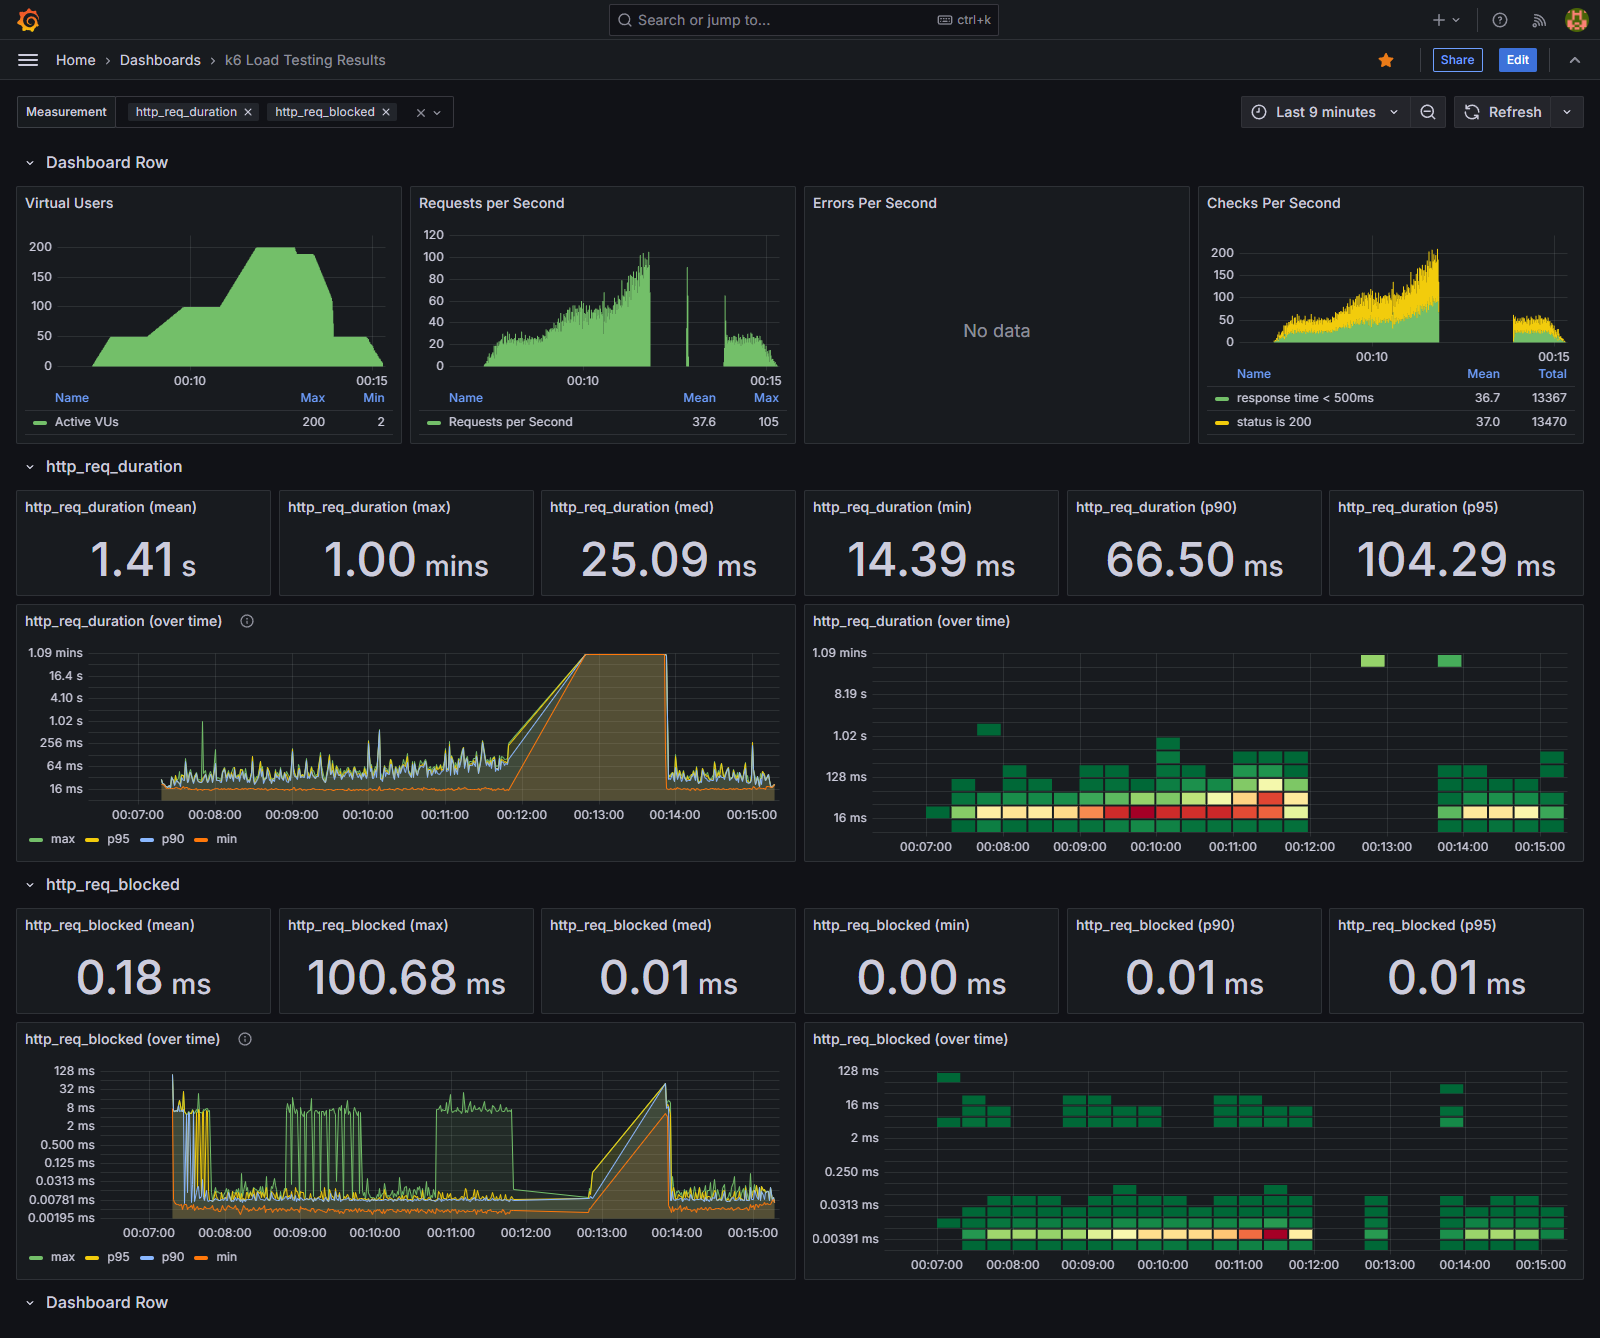 Search or jump to... ctrl+k
Home › Dashboards › k6 Load Testing Results
Share Edit
Measurement http_req_duration × http_req_blocked ×
Last 9 minutes Refresh
Dashboard Row
Virtual Users
200
150
100
50
0
00:10 00:15
Name Max Min
Active VUs 200 2
Requests per Second
120
100
80
60
40
20
0
00:10 00:15
Name Mean Max
Requests per Second 37.6 105
Errors Per Second
No data
Checks Per Second
200
150
100
50
0
00:10 00:15
Name Mean Total
response time < 500ms 36.7 13367
status is 200 37.0 13470
http_req_duration
http_req_duration (mean)
1.41 s
http_req_duration (max)
1.00 mins
http_req_duration (med)
25.09 ms
http_req_duration (min)
14.39 ms
http_req_duration (p90)
66.50 ms
http_req_duration (p95)
104.29 ms
http_req_duration (over time)
1.09 mins
16.4 s
4.10 s
1.02 s
256 ms
64 ms
16 ms
00:07:00 00:08:00 00:09:00 00:10:00 00:11:00 00:12:00 00:13:00 00:14:00 00:15:00
max p95 p90 min
http_req_duration (over time)
1.09 mins
8.19 s
1.02 s
128 ms
16 ms
00:07:00 00:08:00 00:09:00 00:10:00 00:11:00 00:12:00 00:13:00 00:14:00 00:15:00
http_req_blocked
http_req_blocked (mean)
0.18 ms
http_req_blocked (max)
100.68 ms
http_req_blocked (med)
0.01 ms
http_req_blocked (min)
0.00 ms
http_req_blocked (p90)
0.01 ms
http_req_blocked (p95)
0.01 ms
http_req_blocked (over time)
128 ms
32 ms
8 ms
2 ms
0.500 ms
0.125 ms
0.0313 ms
0.00781 ms
0.00195 ms
00:07:00 00:08:00 00:09:00 00:10:00 00:11:00 00:12:00 00:13:00 00:14:00 00:15:00
max p95 p90 min
http_req_blocked (over time)
128 ms
16 ms
2 ms
0.250 ms
0.0313 ms
0.00391 ms
00:07:00 00:08:00 00:09:00 00:10:00 00:11:00 00:12:00 00:13:00 00:14:00 00:15:00
Dashboard Row